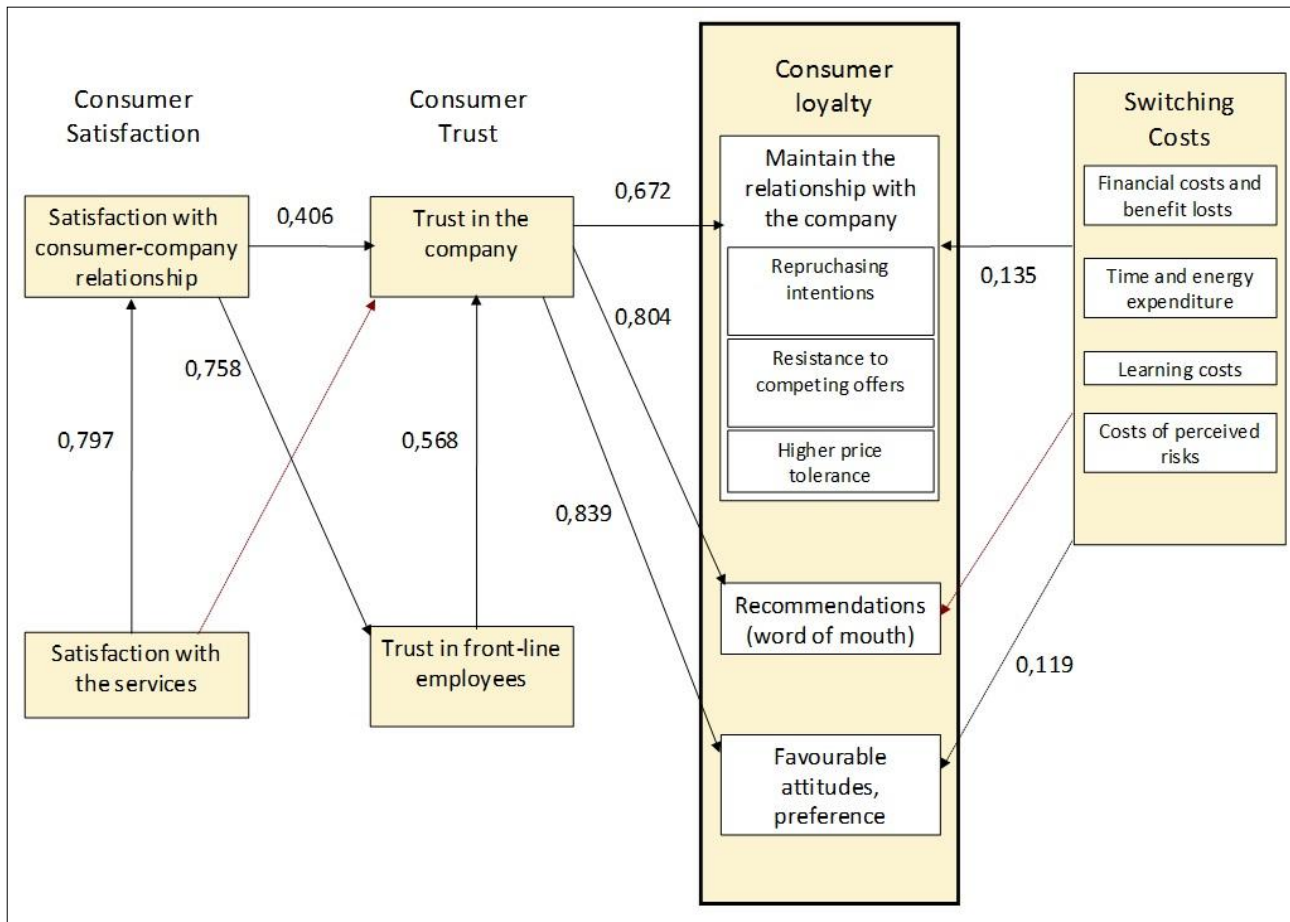 Consumer
Satisfaction
Satisfaction with
consumer-company
relationship
0,406
0,797
0,758
Satisfaction with
the services
Consumer
Trust
Trust in the
company
0,568
Trust in front-line
employees
0,672
0,804
0,839
Consumer
loyalty
Maintain the
relationship with
the company
Repruchasing
intentions
Resistance to
competing offers
Higher price
tolerance
Recommendations
(word of mouth)
Favourable
attitudes,
preference
0,135
0,119
Switching
Costs
Financial costs and
benefit losts
Time and energy
expenditure
Learning costs
Costs of perceived
risks